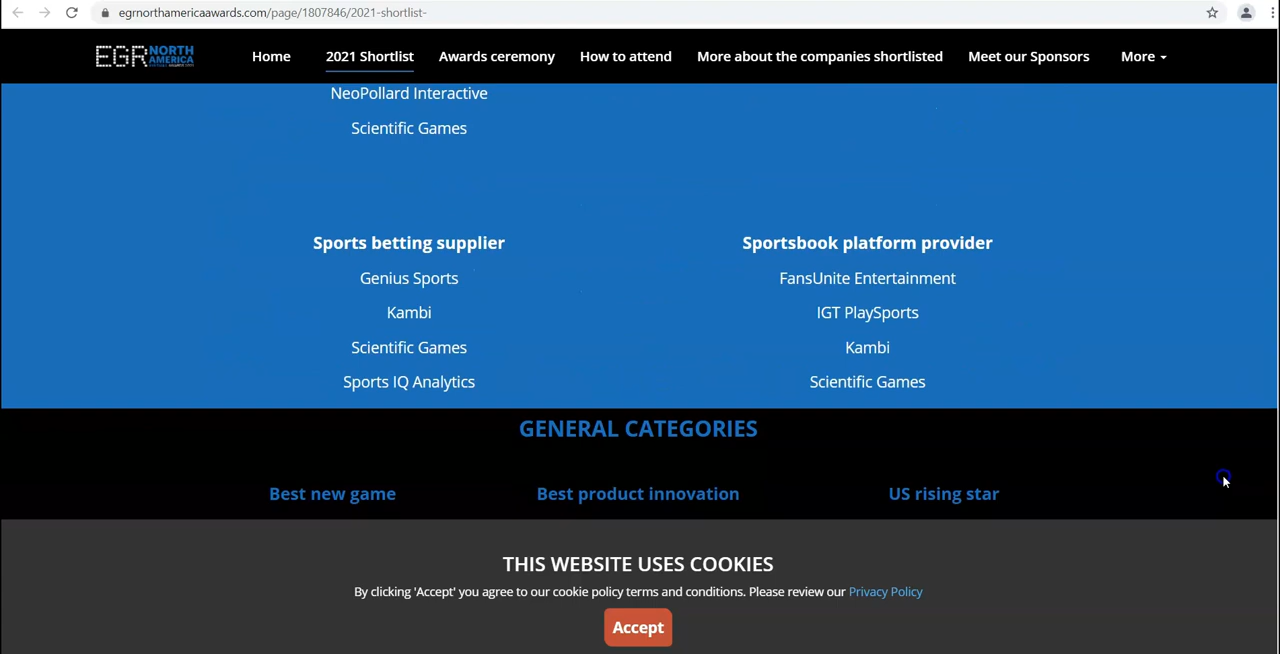 egrnorthamericaawards.com/page/1807846/2021-shortlist-
EGR NORTH AMERICA
Home 2021 Shortlist Awards ceremony How to attend More about the companies shortlisted Meet our Sponsors More
NeoPollard Interactive
Scientific Games
Sports betting supplier
Genius Sports
Kambi
Scientific Games
Sports IQ Analytics
Sportsbook platform provider
FansUnite Entertainment
IGT PlaySports
Kambi
Scientific Games
GENERAL CATEGORIES
Best new game
Best product innovation
US rising star
THIS WEBSITE USES COOKIES
By clicking 'Accept' you agree to our cookie policy terms and conditions. Please review our Privacy Policy
Accept